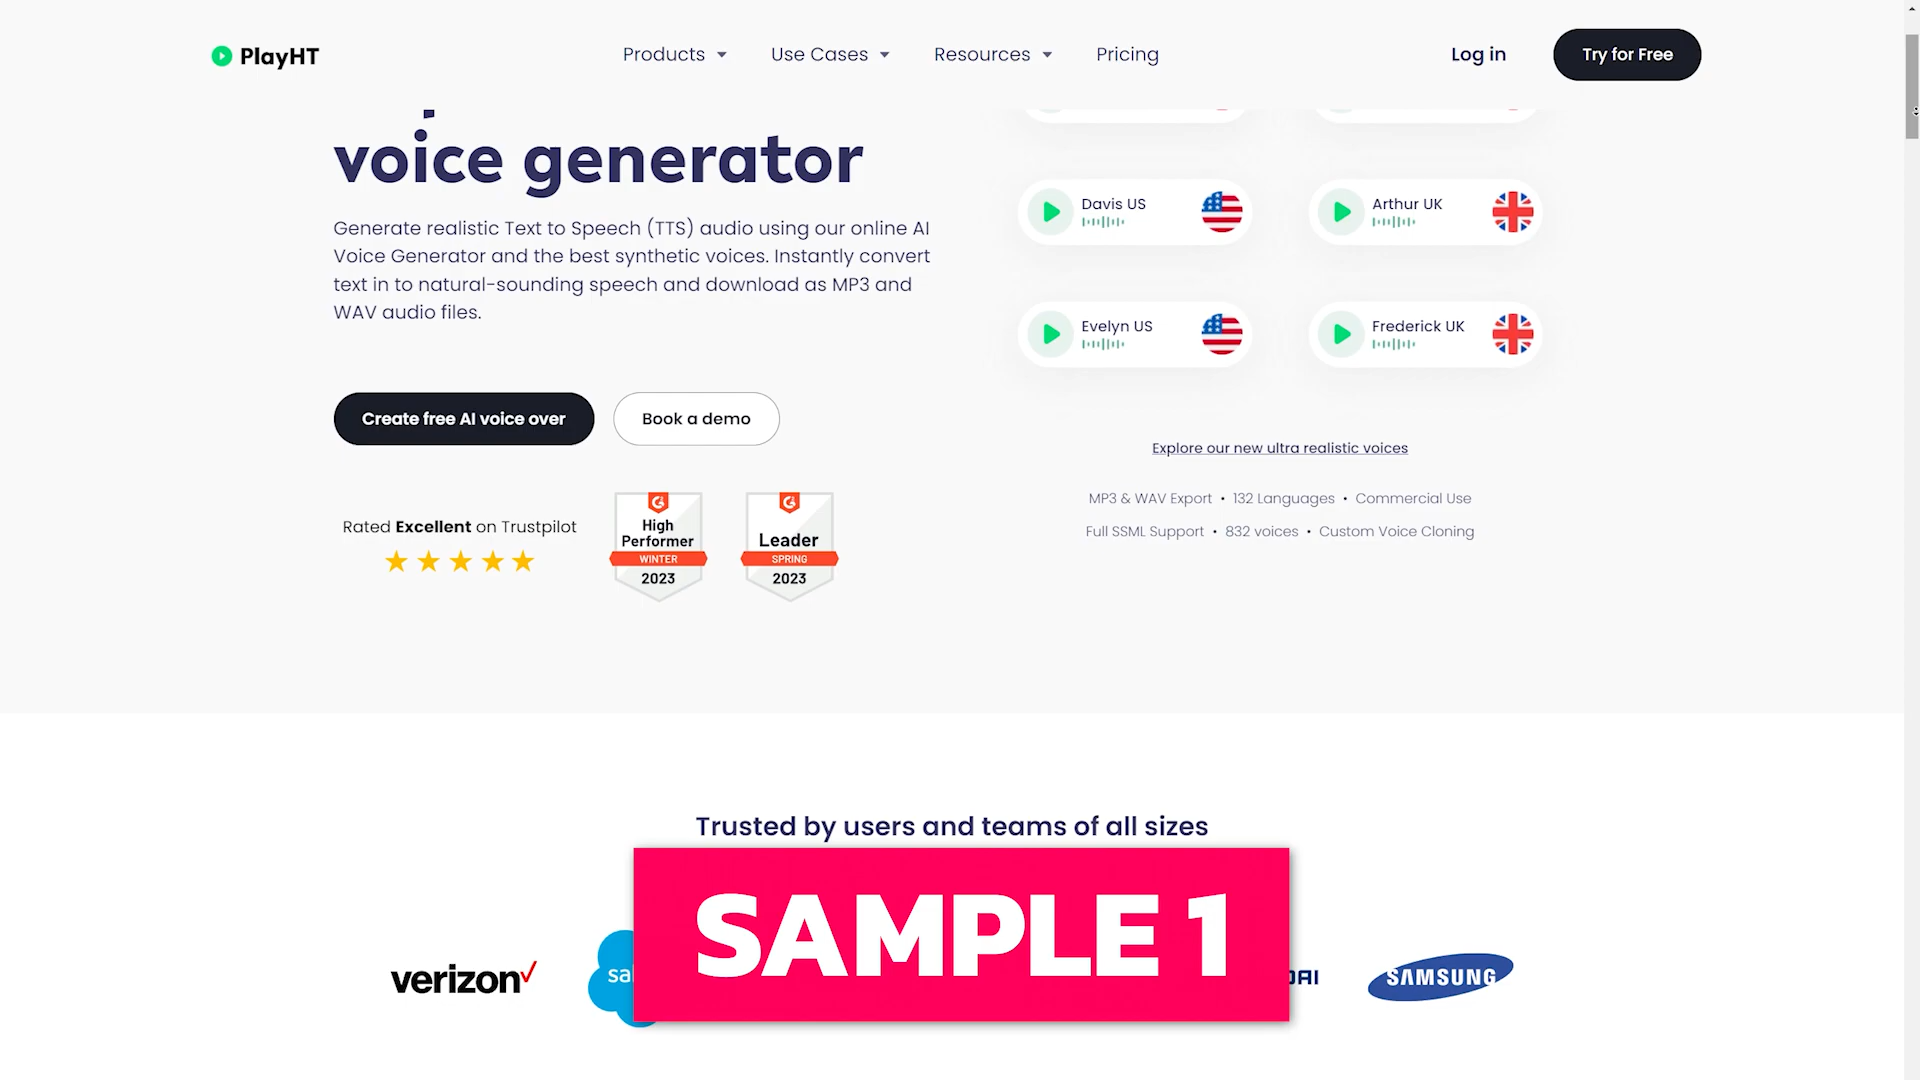 PlayHT
Products
Use Cases
Resources
Pricing
Log in
Try for Free
voice generator
Generate realistic Text to Speech (TTS) audio using our online AI
Voice Generator and the best synthetic voices. Instantly convert
text in to natural-sounding speech and download as MP3 and
WAV audio files.
Create free AI voice over
Book a demo
Rated Excellent on Trustpilot
High
Performer
WINTER
2023
Leader
SPRING
2023
Davis US
Arthur UK
Evelyn US
Frederick UK
Explore our new ultra realistic voices
MP3 & WAV Export • 132 Languages • Commercial Use
Full SSML Support • 832 voices • Custom Voice Cloning
Trusted by users and teams of all sizes
SAMPLE 1
verizon
SAMSUNG